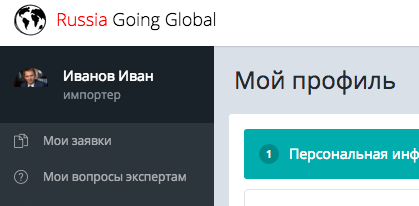 Russia Going Global
Иванов Иван
импортер
Мой профиль
Мои заявки
1 Персональная инф
Мои вопросы экспертам